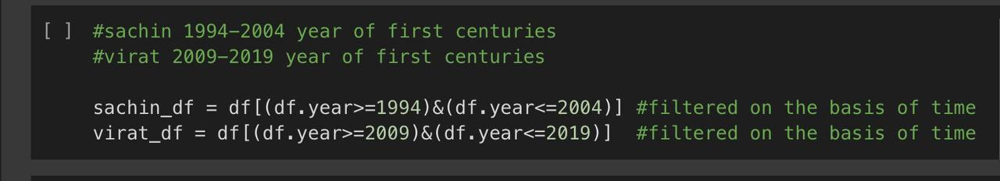 [ ] #sachin 1994-2004 year of first centuries
#virat 2009-2019 year of first centuries
sachin_df = df[(df.year>=1994)&(df.year<=2004)] #filtered on the basis of time
virat_df = df[(df.year>=2009)&(df.year<=2019)]  #filtered on the basis of time